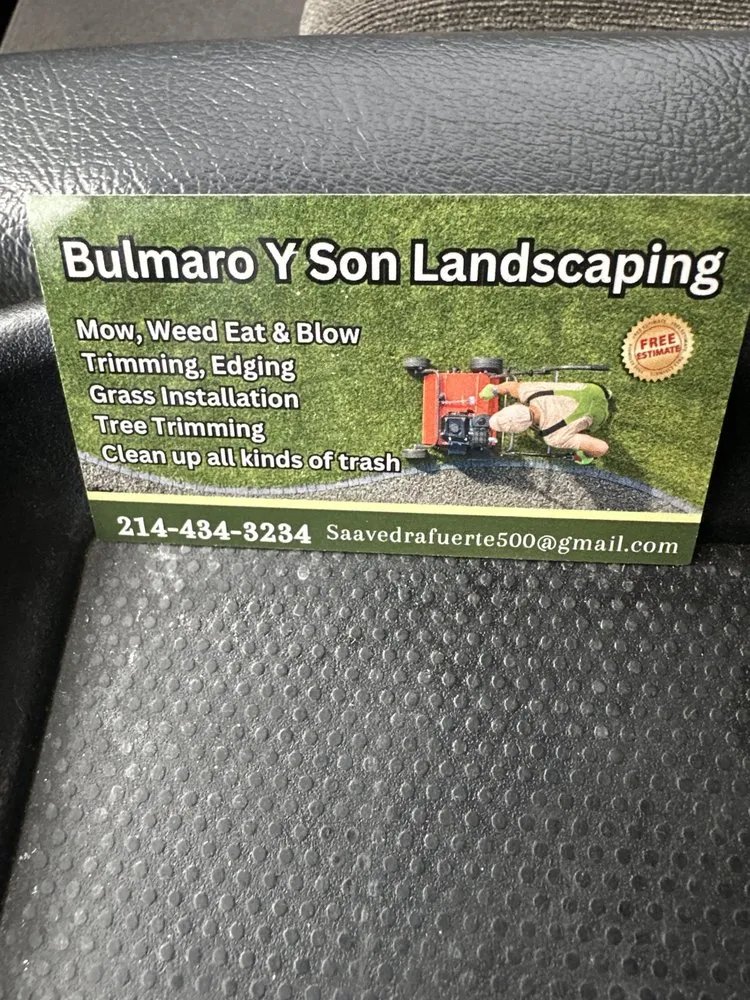 Bulmaro Y Son Landscaping
Mow, Weed Eat & Blow
Trimming, Edging
Grass Installation
Tree Trimming
Clean up all kinds of trash
FREE
ESTIMATE
214-434-3234 Saavedrafuerte500@gmail.com